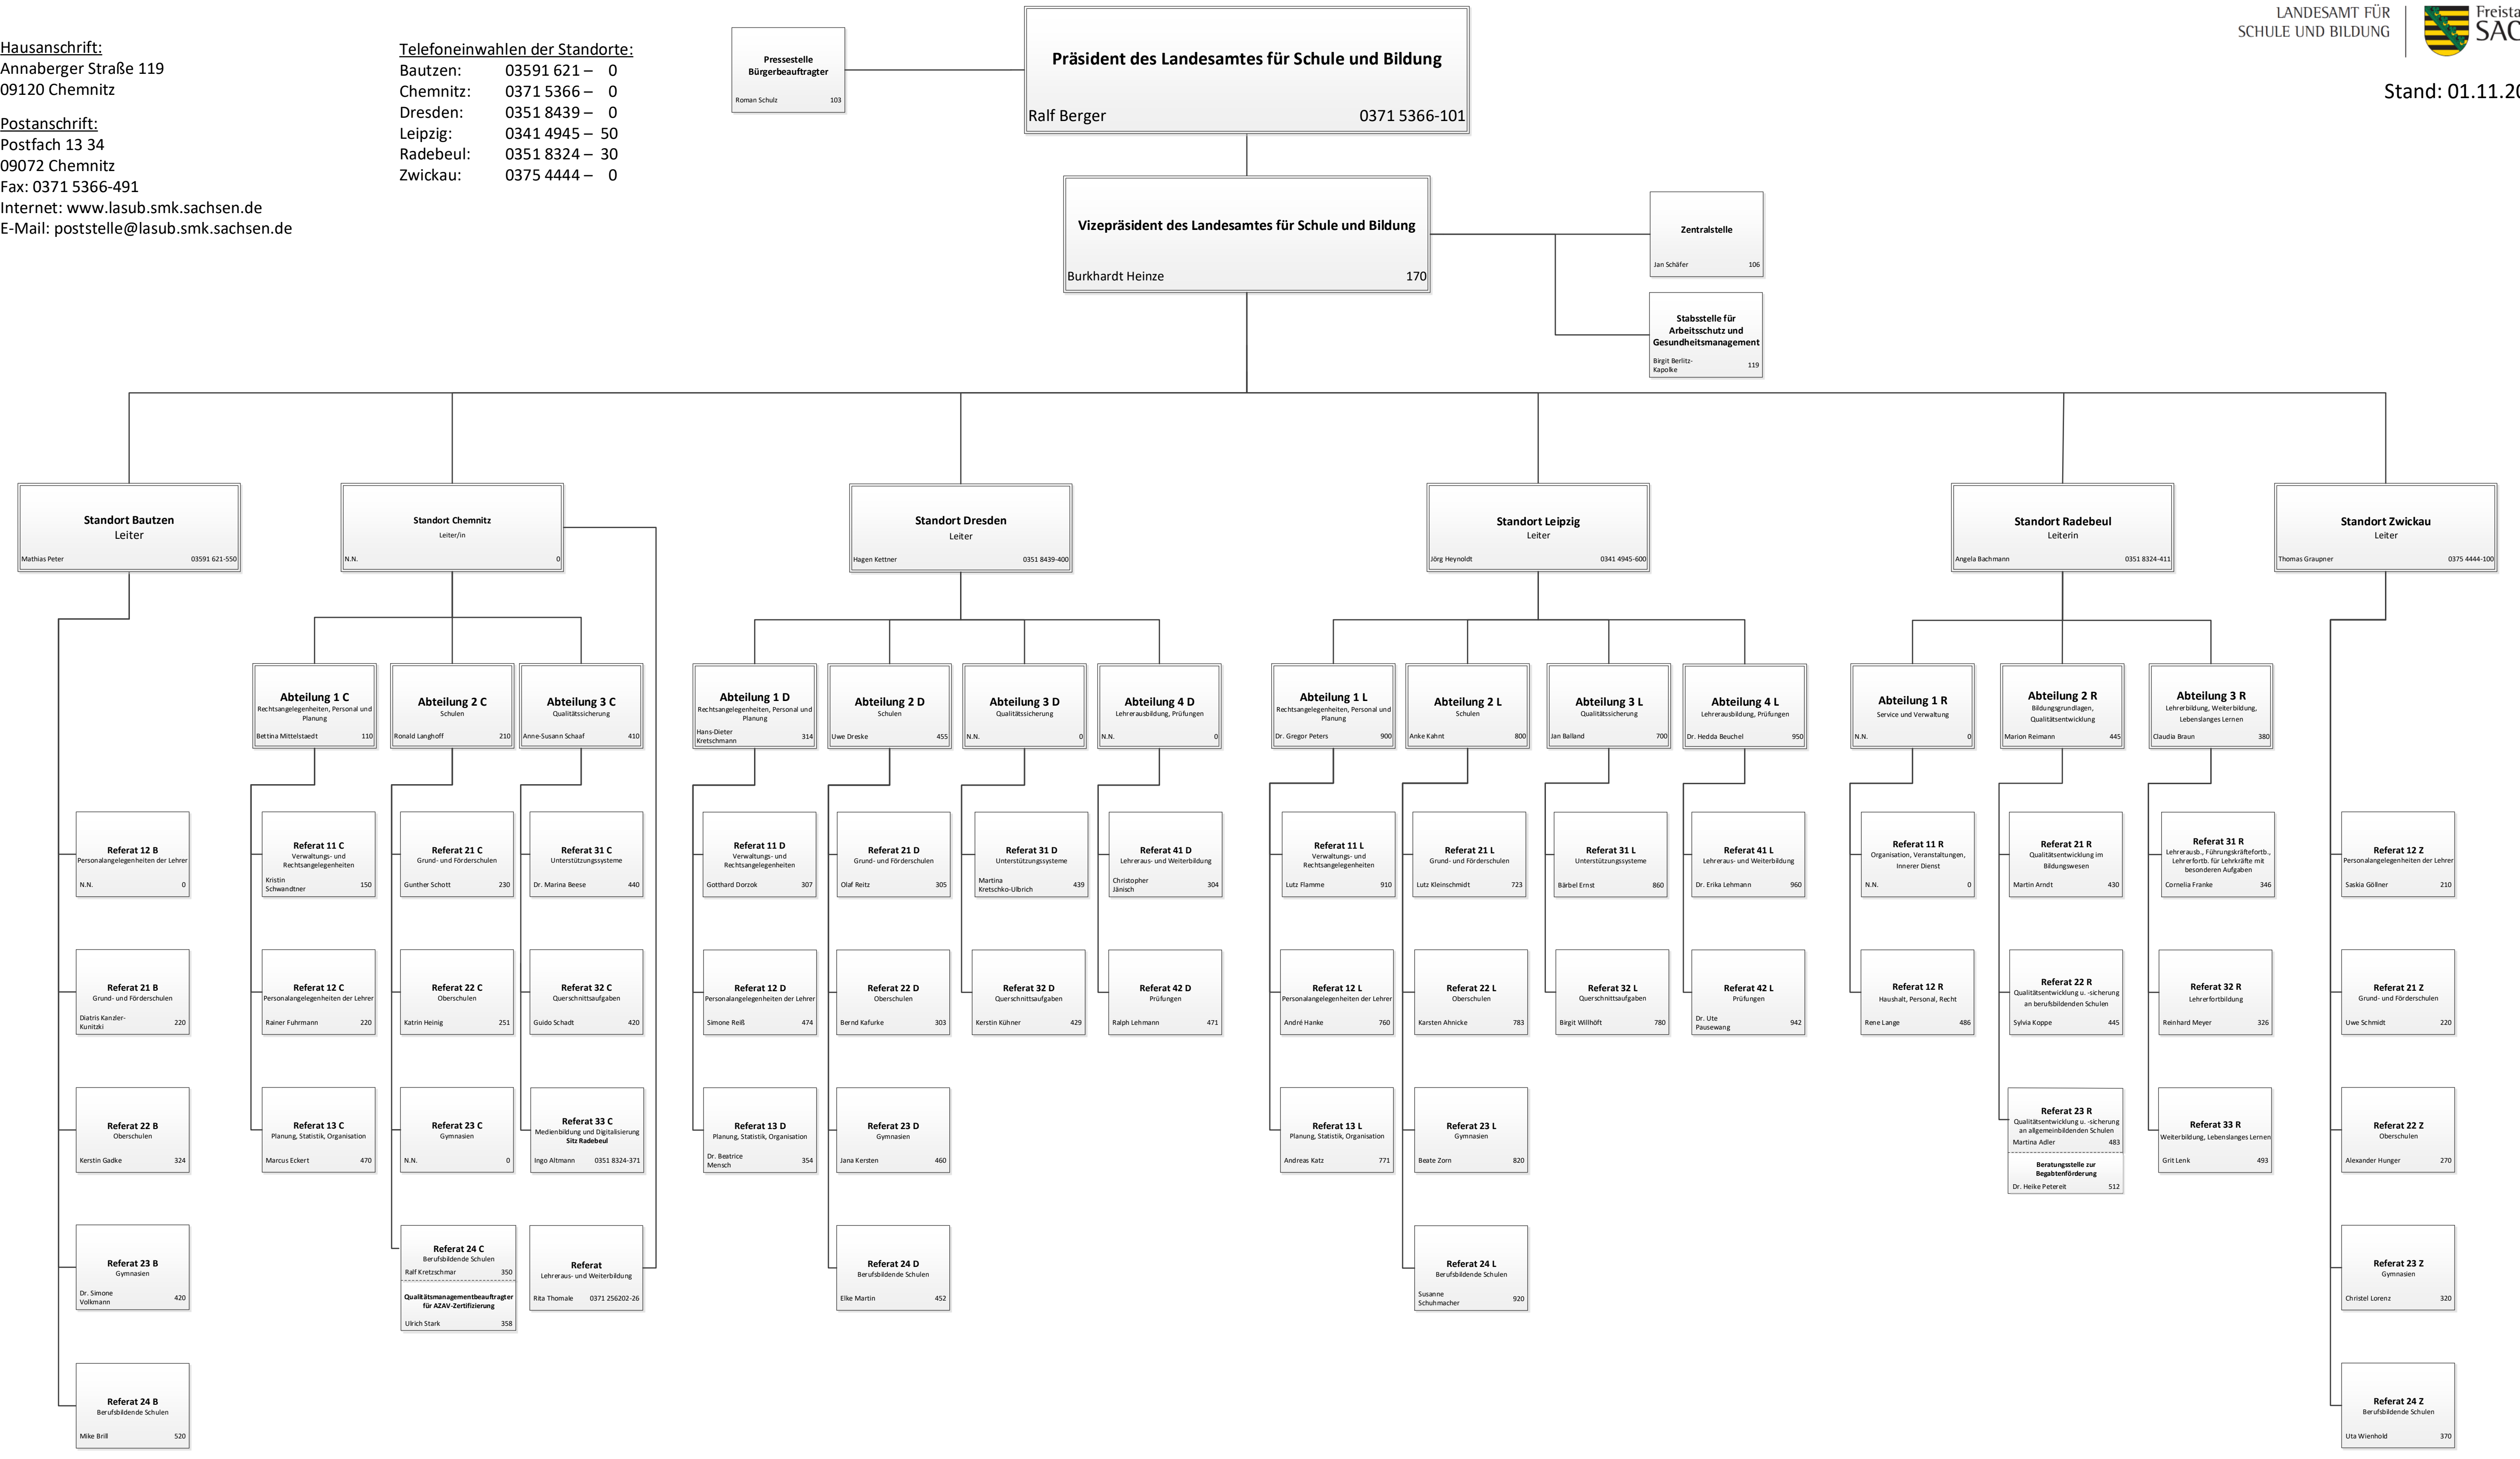 Hausanschrift:
Annaberger Straße 119
09120 Chemnitz
Postanschrift:
Postfach 13 34
09072 Chemnitz
Fax: 0371 5366-491
Internet: www.lasub.smk.sachsen.de
E-Mail: poststelle@lasub.smk.sachsen.de
Telefoneinwahlen der Standorte:
Bautzen: 03591 621 – 0
Chemnitz: 0371 5366 – 0
Dresden: 0351 8439 – 0
Leipzig: 0341 4945 – 50
Radebeul: 0351 8324 – 30
Zwickau: 0375 4444 – 0
Pressestelle
Bürgerbeauftragter
Roman Schulz 103
Präsident des Landesamtes für Schule und Bildung
Ralf Berger 0371 5366-101
LANDESAMT FÜR
SCHULE UND BILDUNG
Freista
SAC
Stand: 01.11.20
Vizepräsident des Landesamtes für Schule und Bildung
Burkhardt Heinze 170
Zentralstelle
Jan Schäfer 106
Stabsstelle für
Arbeitsschutz und
Gesundheitsmanagement
Birgit Berlitz-
Kapolke 119
Standort Bautzen
Leiter
Mathias Peter 03591 621-550
Standort Chemnitz
Leiter/in
N.N. 0
Standort Dresden
Leiter
Hagen Kettner 0351 8439-400
Standort Leipzig
Leiter
Jörg Heynoldt 0341 4945-600
Standort Radebeul
Leiterin
Angela Bachmann 0351 8324-411
Standort Zwickau
Leiter
Thomas Graupner 0375 4444-100
Abteilung 1 C
Rechtsangelegenheiten, Personal und
Planung
Bettina Mittelstaedt 110
Abteilung 2 C
Schulen
Ronald Langhoff 210
Abteilung 3 C
Qualitätssicherung
Anne-Susann Schaaf 410
Abteilung 1 D
Rechtsangelegenheiten, Personal und
Planung
Hans-Dieter
Kretschmann 314
Abteilung 2 D
Schulen
Uwe Dreske 455
Abteilung 3 D
Qualitätssicherung
N.N. 0
Abteilung 4 D
Lehrerausbildung, Prüfungen
N.N. 0
Abteilung 1 L
Rechtsangelegenheiten, Personal und
Planung
Dr. Gregor Peters 900
Abteilung 2 L
Schulen
Anke Kahnt 800
Abteilung 3 L
Qualitätssicherung
Jan Balland 700
Abteilung 4 L
Lehrerausbildung, Prüfungen
Dr. Hedda Beuchel 950
Abteilung 1 R
Service und Verwaltung
N.N. 0
Abteilung 2 R
Bildungsgrundlagen,
Qualitätsentwicklung
Marion Reimann 445
Abteilung 3 R
Lehrerbildung, Weiterbildung,
Lebenslanges Lernen
Claudia Braun 380
Referat 12 B
Personalangelegenheiten der Lehrer
N.N. 0
Referat 11 C
Verwaltungs- und
Rechtsangelegenheiten
Kristin
Schwandtner 150
Referat 21 C
Grund- und Förderschulen
Gunther Schott 230
Referat 31 C
Unterstützungssysteme
Dr. Marina Beese 440
Referat 11 D
Verwaltungs- und
Rechtsangelegenheiten
Gotthard Dorzok 307
Referat 21 D
Grund- und Förderschulen
Olaf Reitz 305
Referat 31 D
Unterstützungssysteme
Martina
Kretschko-Ulbrich 439
Referat 41 D
Lehreraus- und Weiterbildung
Christopher
Jänisch 304
Referat 11 L
Verwaltungs- und
Rechtsangelegenheiten
Lutz Flamme 910
Referat 21 L
Grund- und Förderschulen
Lutz Kleinschmidt 723
Referat 31 L
Unterstützungssysteme
Bärbel Ernst 860
Referat 41 L
Lehreraus- und Weiterbildung
Dr. Erika Lehmann 960
Referat 11 R
Organisation, Veranstaltungen,
Innerer Dienst
N.N. 0
Referat 21 R
Qualitätsentwicklung im
Bildungswesen
Martin Arndt 430
Referat 31 R
Lehrerausb., Führungskräftefortb.,
Lehrerfortb. für Lehrkräfte mit
besonderen Aufgaben
Cornelia Franke 346
Referat 12 Z
Personalangelegenheiten der Lehrer
Saskia Göllner 210
Referat 21 B
Grund- und Förderschulen
Diatris Kanzler-
Kunitzki 220
Referat 12 C
Personalangelegenheiten der Lehrer
Rainer Fuhrmann 220
Referat 22 C
Oberschulen
Katrin Heinig 251
Referat 32 C
Querschnittsaufgaben
Guido Schadt 420
Referat 12 D
Personalangelegenheiten der Lehrer
Simone Reiß 474
Referat 22 D
Oberschulen
Bernd Kafurke 303
Referat 32 D
Querschnittsaufgaben
Kerstin Kühner 429
Referat 42 D
Prüfungen
Ralph Lehmann 471
Referat 12 L
Personalangelegenheiten der Lehrer
André Hanke 760
Referat 22 L
Oberschulen
Karsten Ahnicke 783
Referat 32 L
Querschnittsaufgaben
Birgit Willhöft 780
Referat 42 L
Prüfungen
Dr. Ute
Pausewang 942
Referat 12 R
Haushalt, Personal, Recht
Rene Lange 486
Referat 22 R
Qualitätsentwicklung u. -sicherung
an berufsbildenden Schulen
Sylvia Koppe 445
Referat 32 R
Lehrerfortbildung
Reinhard Meyer 326
Referat 21 Z
Grund- und Förderschulen
Uwe Schmidt 220
Referat 22 B
Oberschulen
Kerstin Gadke 324
Referat 13 C
Planung, Statistik, Organisation
Marcus Eckert 470
Referat 23 C
Gymnasien
N.N. 0
Referat 33 C
Medienbildung und Digitalisierung
Sitz Radebeul
Ingo Altmann 0351 8324-371
Referat 13 D
Planung, Statistik, Organisation
Dr. Beatrice
Mensch 354
Referat 23 D
Gymnasien
Jana Kersten 460
Referat 13 L
Planung, Statistik, Organisation
Andreas Katz 771
Referat 23 L
Gymnasien
Beate Zorn 820
Referat 23 R
Qualitätsentwicklung u. -sicherung
an allgemeinbildenden Schulen
Martina Adler 483
Beratungsstelle zur
Begabtenförderung
Dr. Heike Petereit 512
Referat 33 R
Weiterbildung, Lebenslanges Lernen
Grit Lenk 493
Referat 22 Z
Oberschulen
Alexander Hunger 270
Referat 23 B
Gymnasien
Dr. Simone
Volkmann 420
Referat 24 C
Berufsbildende Schulen
Ralf Kretzschmar 350
Qualitätsmanagementbeauftragter
für AZAV-Zertifizierung
Ulrich Stark 358
Referat
Lehreraus- und Weiterbildung
Rita Thomale 0371 256202-26
Referat 24 D
Berufsbildende Schulen
Elke Martin 452
Referat 24 L
Berufsbildende Schulen
Susanne
Schuhmacher 920
Referat 23 Z
Gymnasien
Christel Lorenz 320
Referat 24 B
Berufsbildende Schulen
Mike Brill 520
Referat 24 Z
Berufsbildende Schulen
Uta Wienhold 370